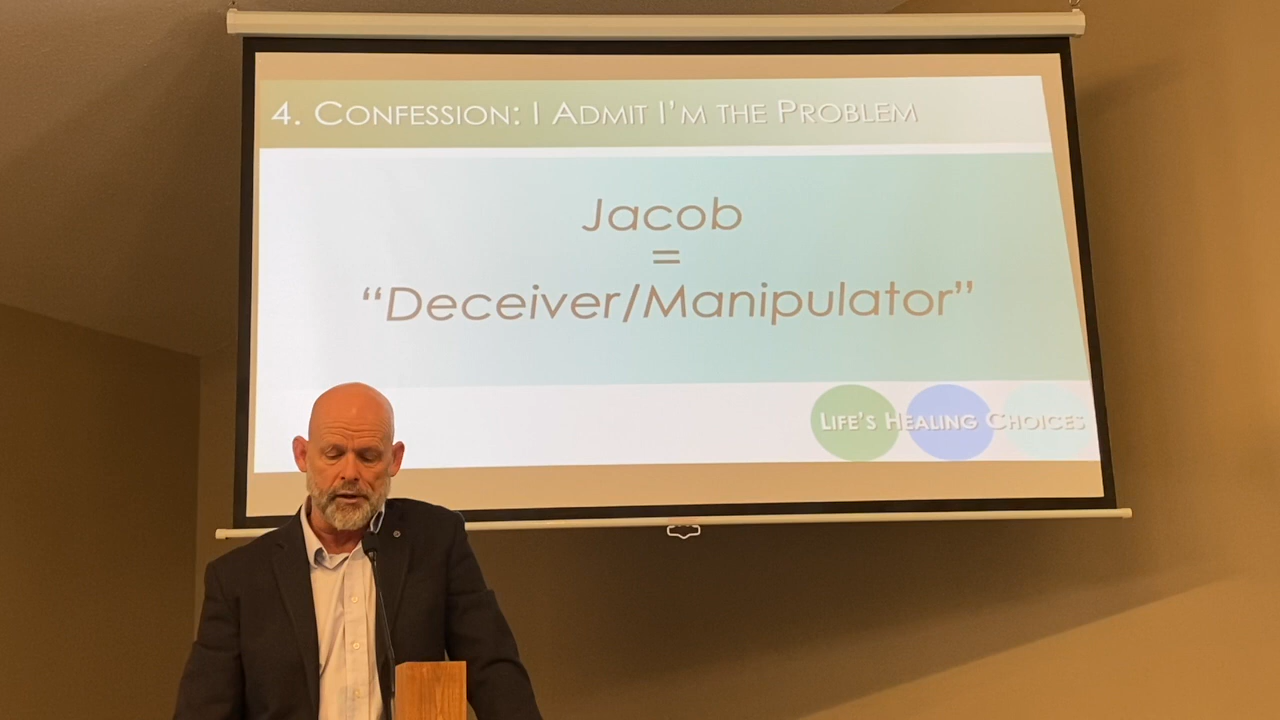 4. Confession: I Admit I'm the Problem
Jacob
=
“Deceiver/Manipulator”
Life's Healing Choices